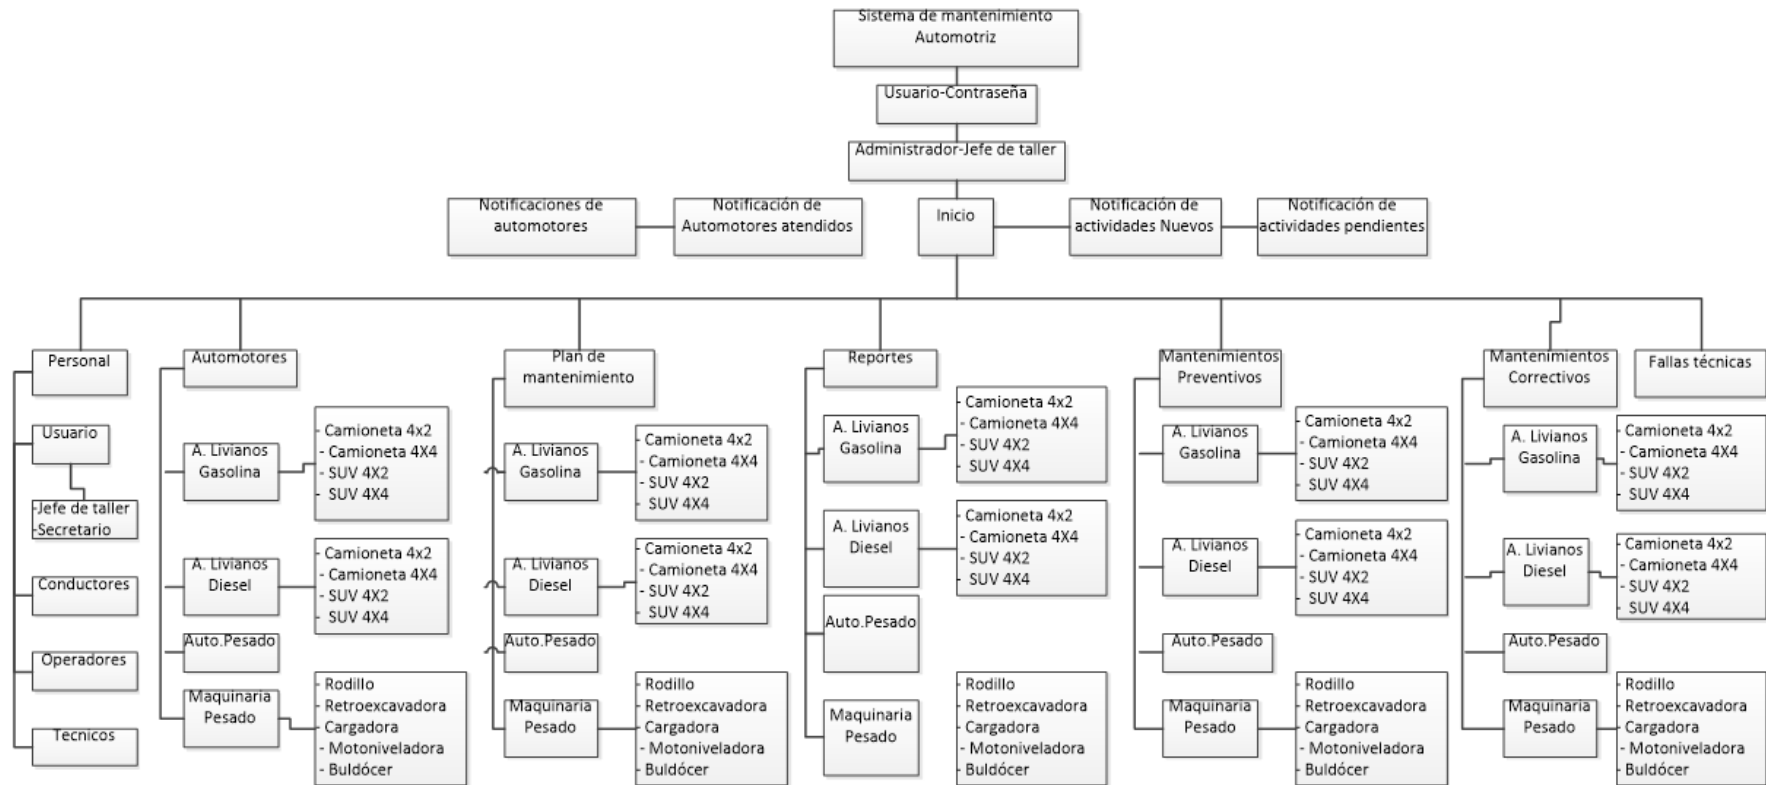 Sistema de mantenimiento
Automotriz
Usuario-Contraseña
Administrador-Jefe de taller
Notificaciones de
automotores
Notificación de
Automotores atendidos
Inicio
Notificación de
actividades Nuevos
Notificación de
actividades pendientes
Personal
Usuario
-Jefe de taller
-Secretario
Conductores
Operadores
Tecnicos
Automotores
A. Livianos
Gasolina
- Camioneta 4x2
- Camioneta 4X4
- SUV 4X2
- SUV 4X4
A. Livianos
Diesel
- Camioneta 4x2
- Camioneta 4X4
- SUV 4X2
- SUV 4X4
Auto.Pesado
Maquinaria
Pesado
- Rodillo
- Retroexcavadora
- Cargadora
- Motoniveladora
- Buldócer
Plan de
mantenimiento
A. Livianos
Gasolina
- Camioneta 4x2
- Camioneta 4X4
- SUV 4X2
- SUV 4X4
A. Livianos
Diesel
- Camioneta 4x2
- Camioneta 4X4
- SUV 4X2
- SUV 4X4
Auto.Pesado
Maquinaria
Pesado
- Rodillo
- Retroexcavadora
- Cargadora
- Motoniveladora
- Buldócer
Reportes
A. Livianos
Gasolina
- Camioneta 4x2
- Camioneta 4X4
- SUV 4X2
- SUV 4X4
A. Livianos
Diesel
- Camioneta 4x2
- Camioneta 4X4
- SUV 4X2
- SUV 4X4
Auto.Pesado
Maquinaria
Pesado
- Rodillo
- Retroexcavadora
- Cargadora
- Motoniveladora
- Buldócer
Mantenimientos
Preventivos
A. Livianos
Gasolina
- Camioneta 4x2
- Camioneta 4X4
- SUV 4X2
- SUV 4X4
A. Livianos
Diesel
- Camioneta 4x2
- Camioneta 4X4
- SUV 4X2
- SUV 4X4
Auto.Pesado
Maquinaria
Pesado
- Rodillo
- Retroexcavadora
- Cargadora
- Motoniveladora
- Buldócer
Mantenimientos
Correctivos
A. Livianos
Gasolina
- Camioneta 4x2
- Camioneta 4X4
- SUV 4X2
- SUV 4X4
A. Livianos
Diesel
- Camioneta 4x2
- Camioneta 4X4
- SUV 4X2
- SUV 4X4
Auto.Pesado
Maquinaria
Pesado
- Rodillo
- Retroexcavadora
- Cargadora
- Motoniveladora
- Buldócer
Fallas técnicas